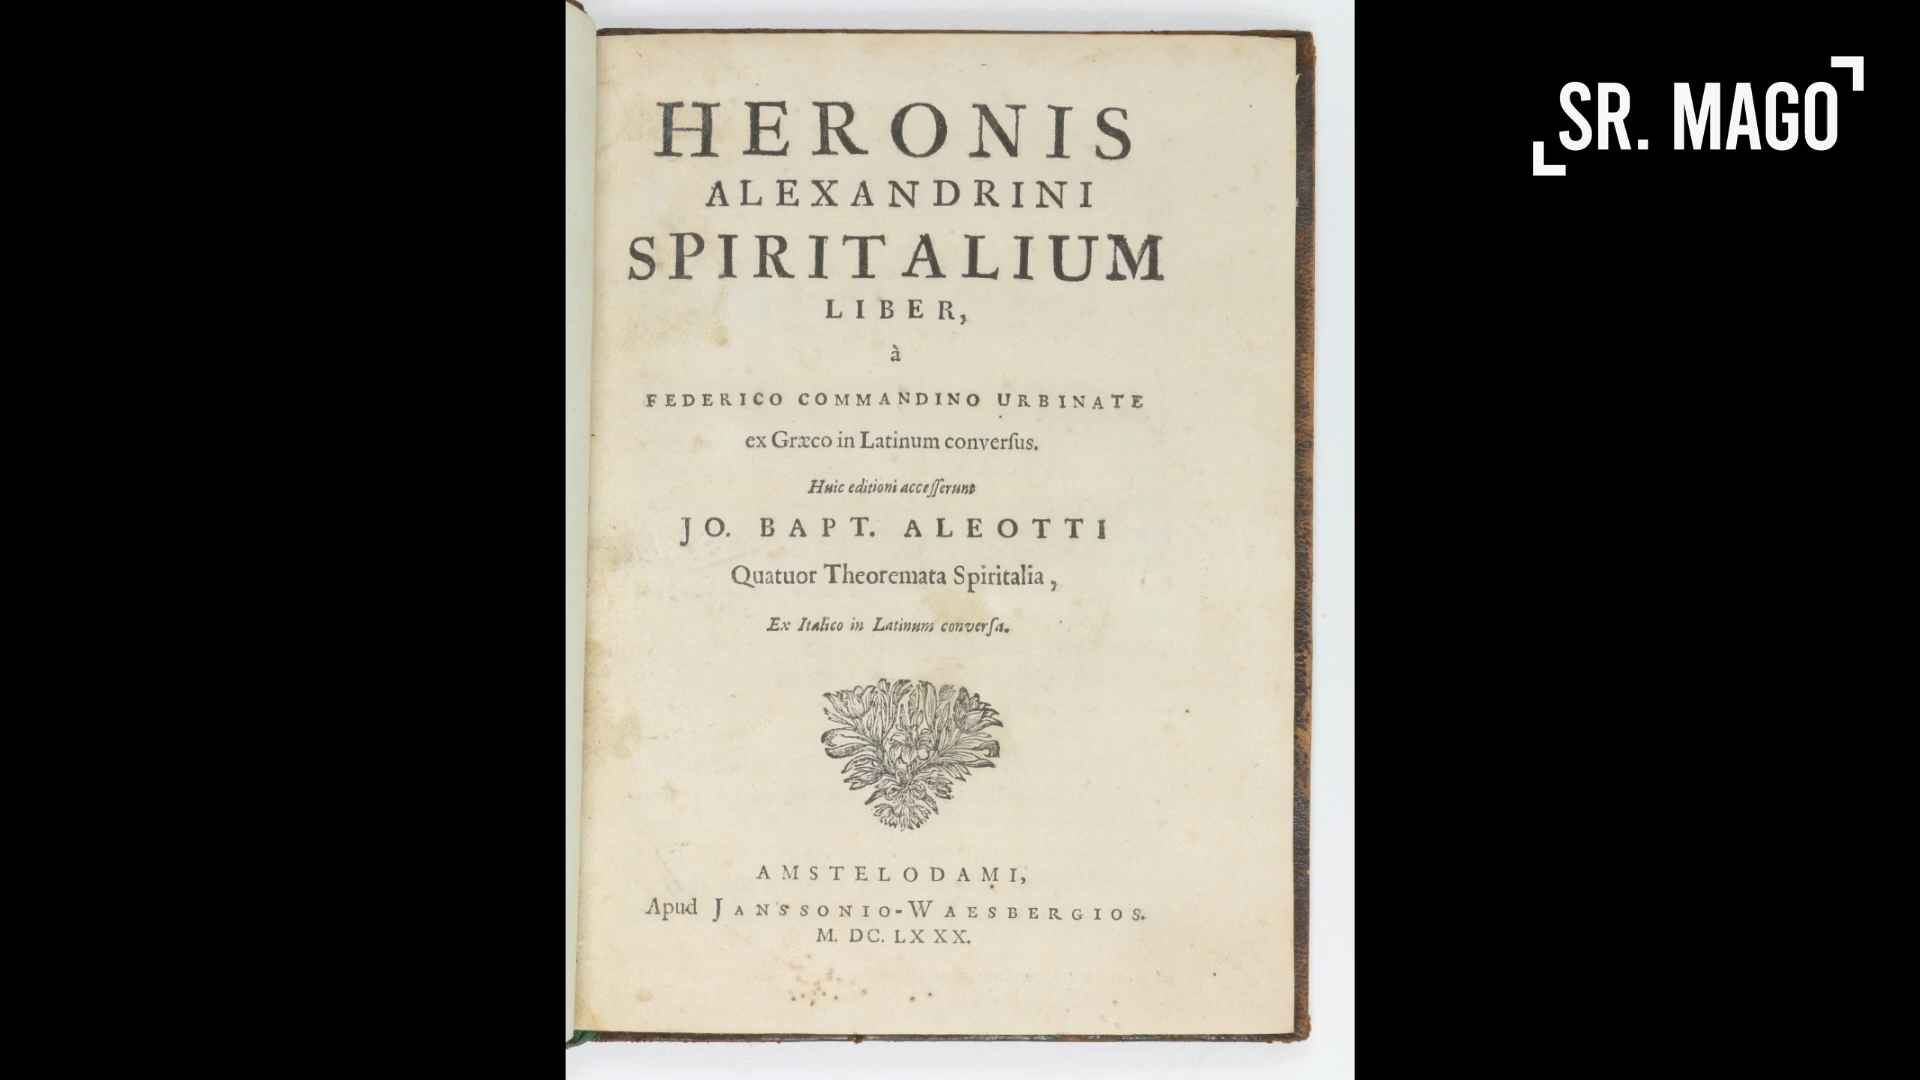 HERONIS
ALEXANDRINI
SPIRITALIUM
LIBER,
à
FEDERICO COMMANDINO URBINATE
ex Græco in Latinum converſus.
Huic editioni acceſſerunt
JO. BAPT. ALEOTTI
Quatuor Theoremata Spiritalia,
Ex Italico in Latinum converſa.
AMSTELODAMI,
Apud JANSSONIO-WAESBERGIOS.
M. DC. LXXX.
SR. MAGO